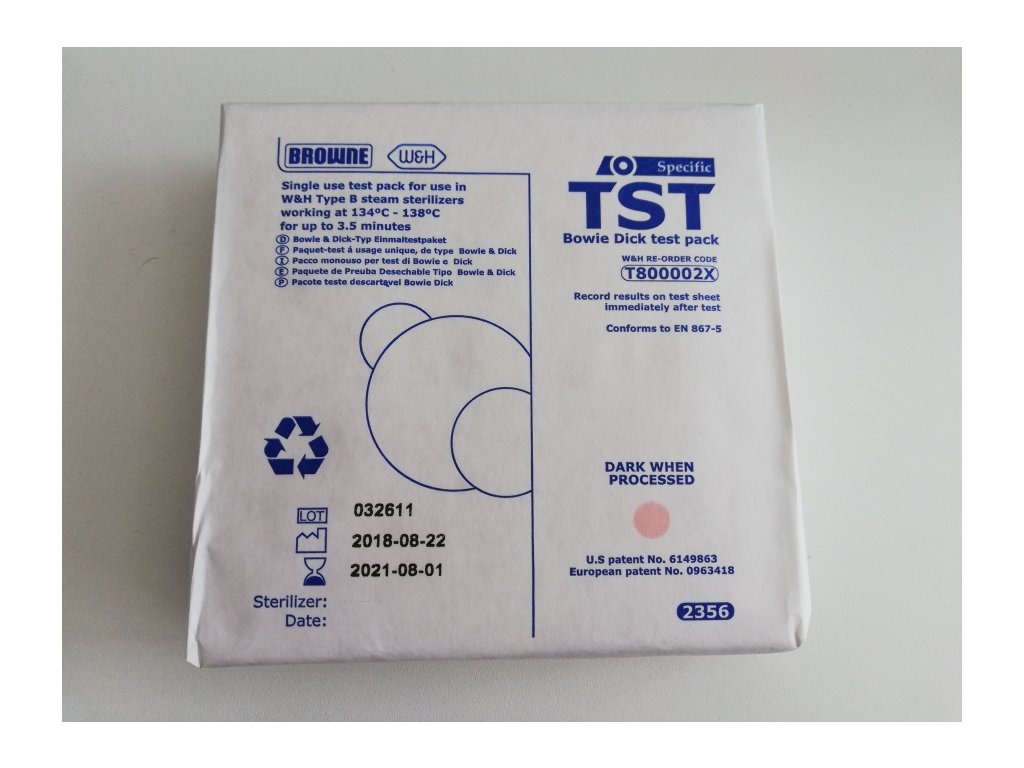 BROWNE W&H
Single use test pack for use in
W&H Type B steam sterilizers
working at 134ºC - 138ºC
for up to 3.5 minutes
D Bowie & Dick-Typ Einmaltestpaket
F Paquet-test á usage unique, de type Bowie & Dick
I Pacco monouso per test di Bowie e Dick
E Paquete de Preuba Desechable Tipo Bowie & Dick
P Pacote teste descartável Bowie Dick
LOT 032611
2018-08-22
2021-08-01
Sterilizer:
Date:
Specific
TST
Bowie Dick test pack
W&H RE-ORDER CODE
T800002X
Record results on test sheet
immediately after test
Conforms to EN 867-5
DARK WHEN
PROCESSED
U.S patent No. 6149863
European patent No. 0963418
2356